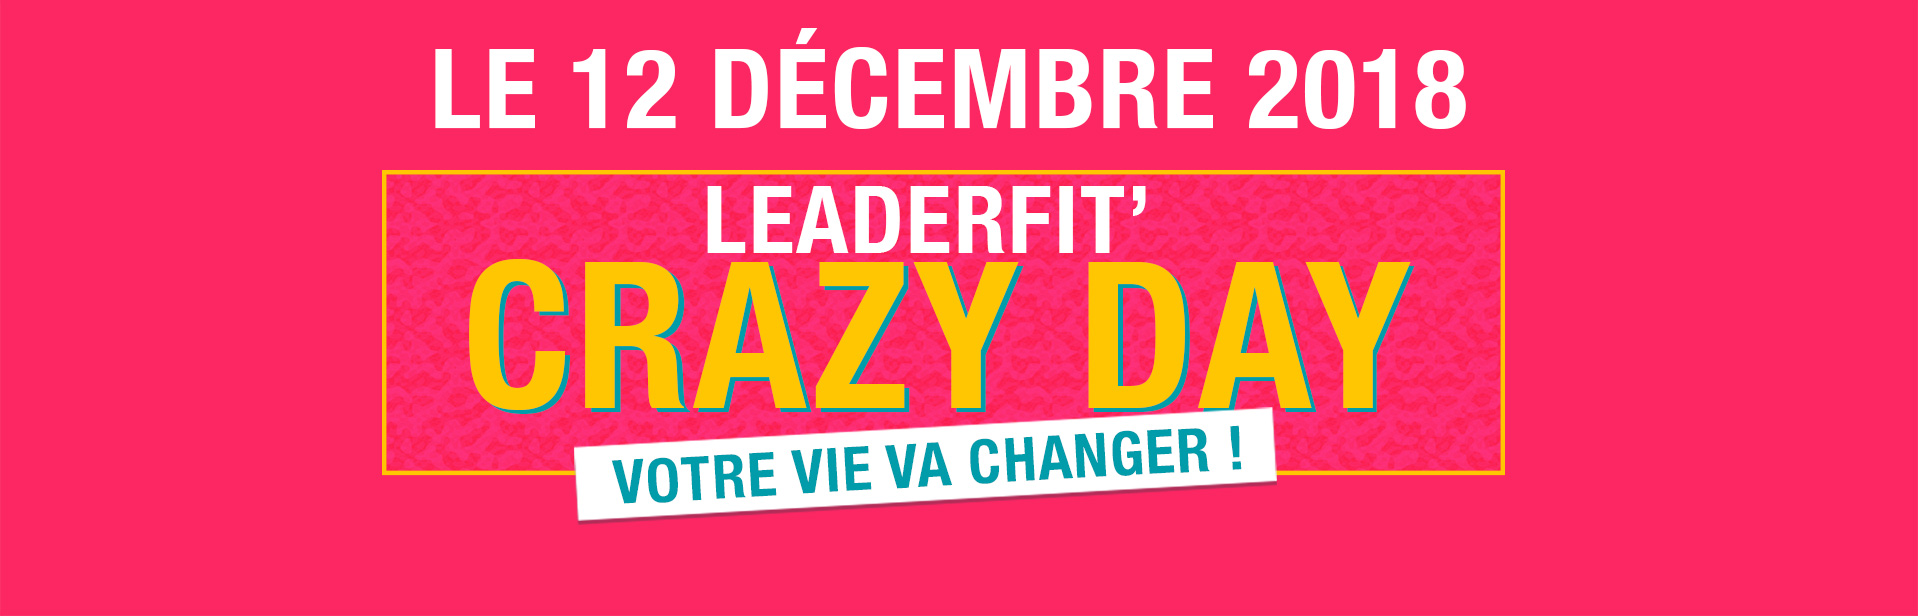 LE 12 DÉCEMBRE 2018
LEADERFIT’
CRAZY DAY
VOTRE VIE VA CHANGER !